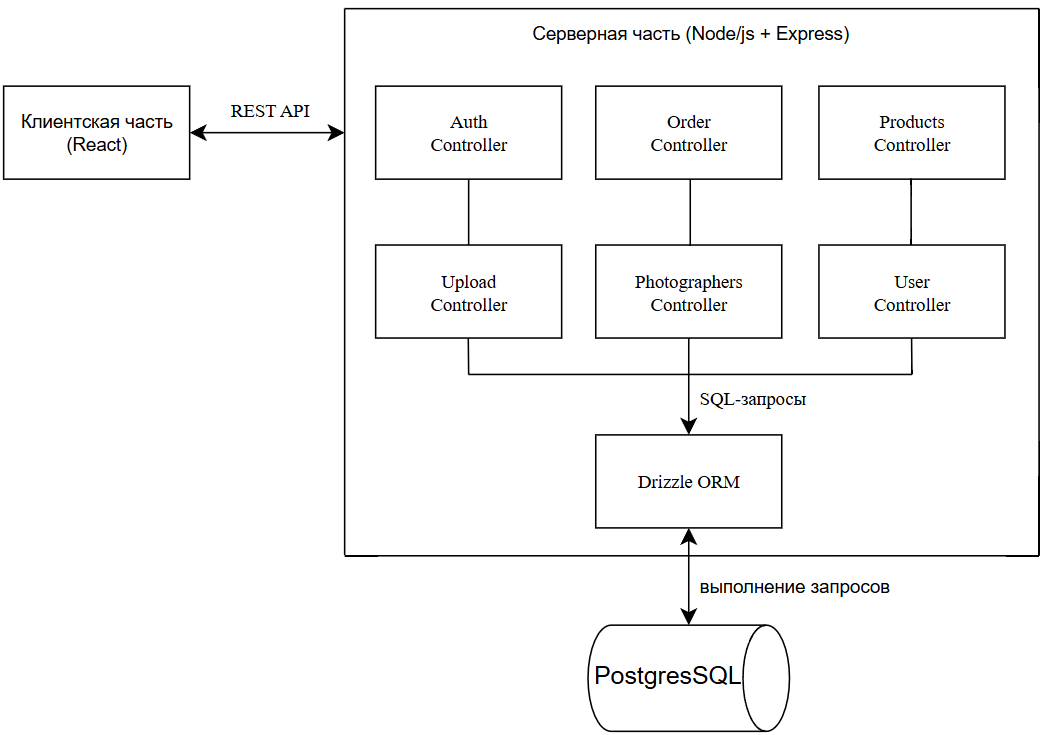 Серверная часть (Node/js + Express)
Клиентская часть
(React)
REST API
Auth
Controller
Order
Controller
Products
Controller
Upload
Controller
Photographers
Controller
User
Controller
SQL-запросы
Drizzle ORM
выполнение запросов
PostgresSQL